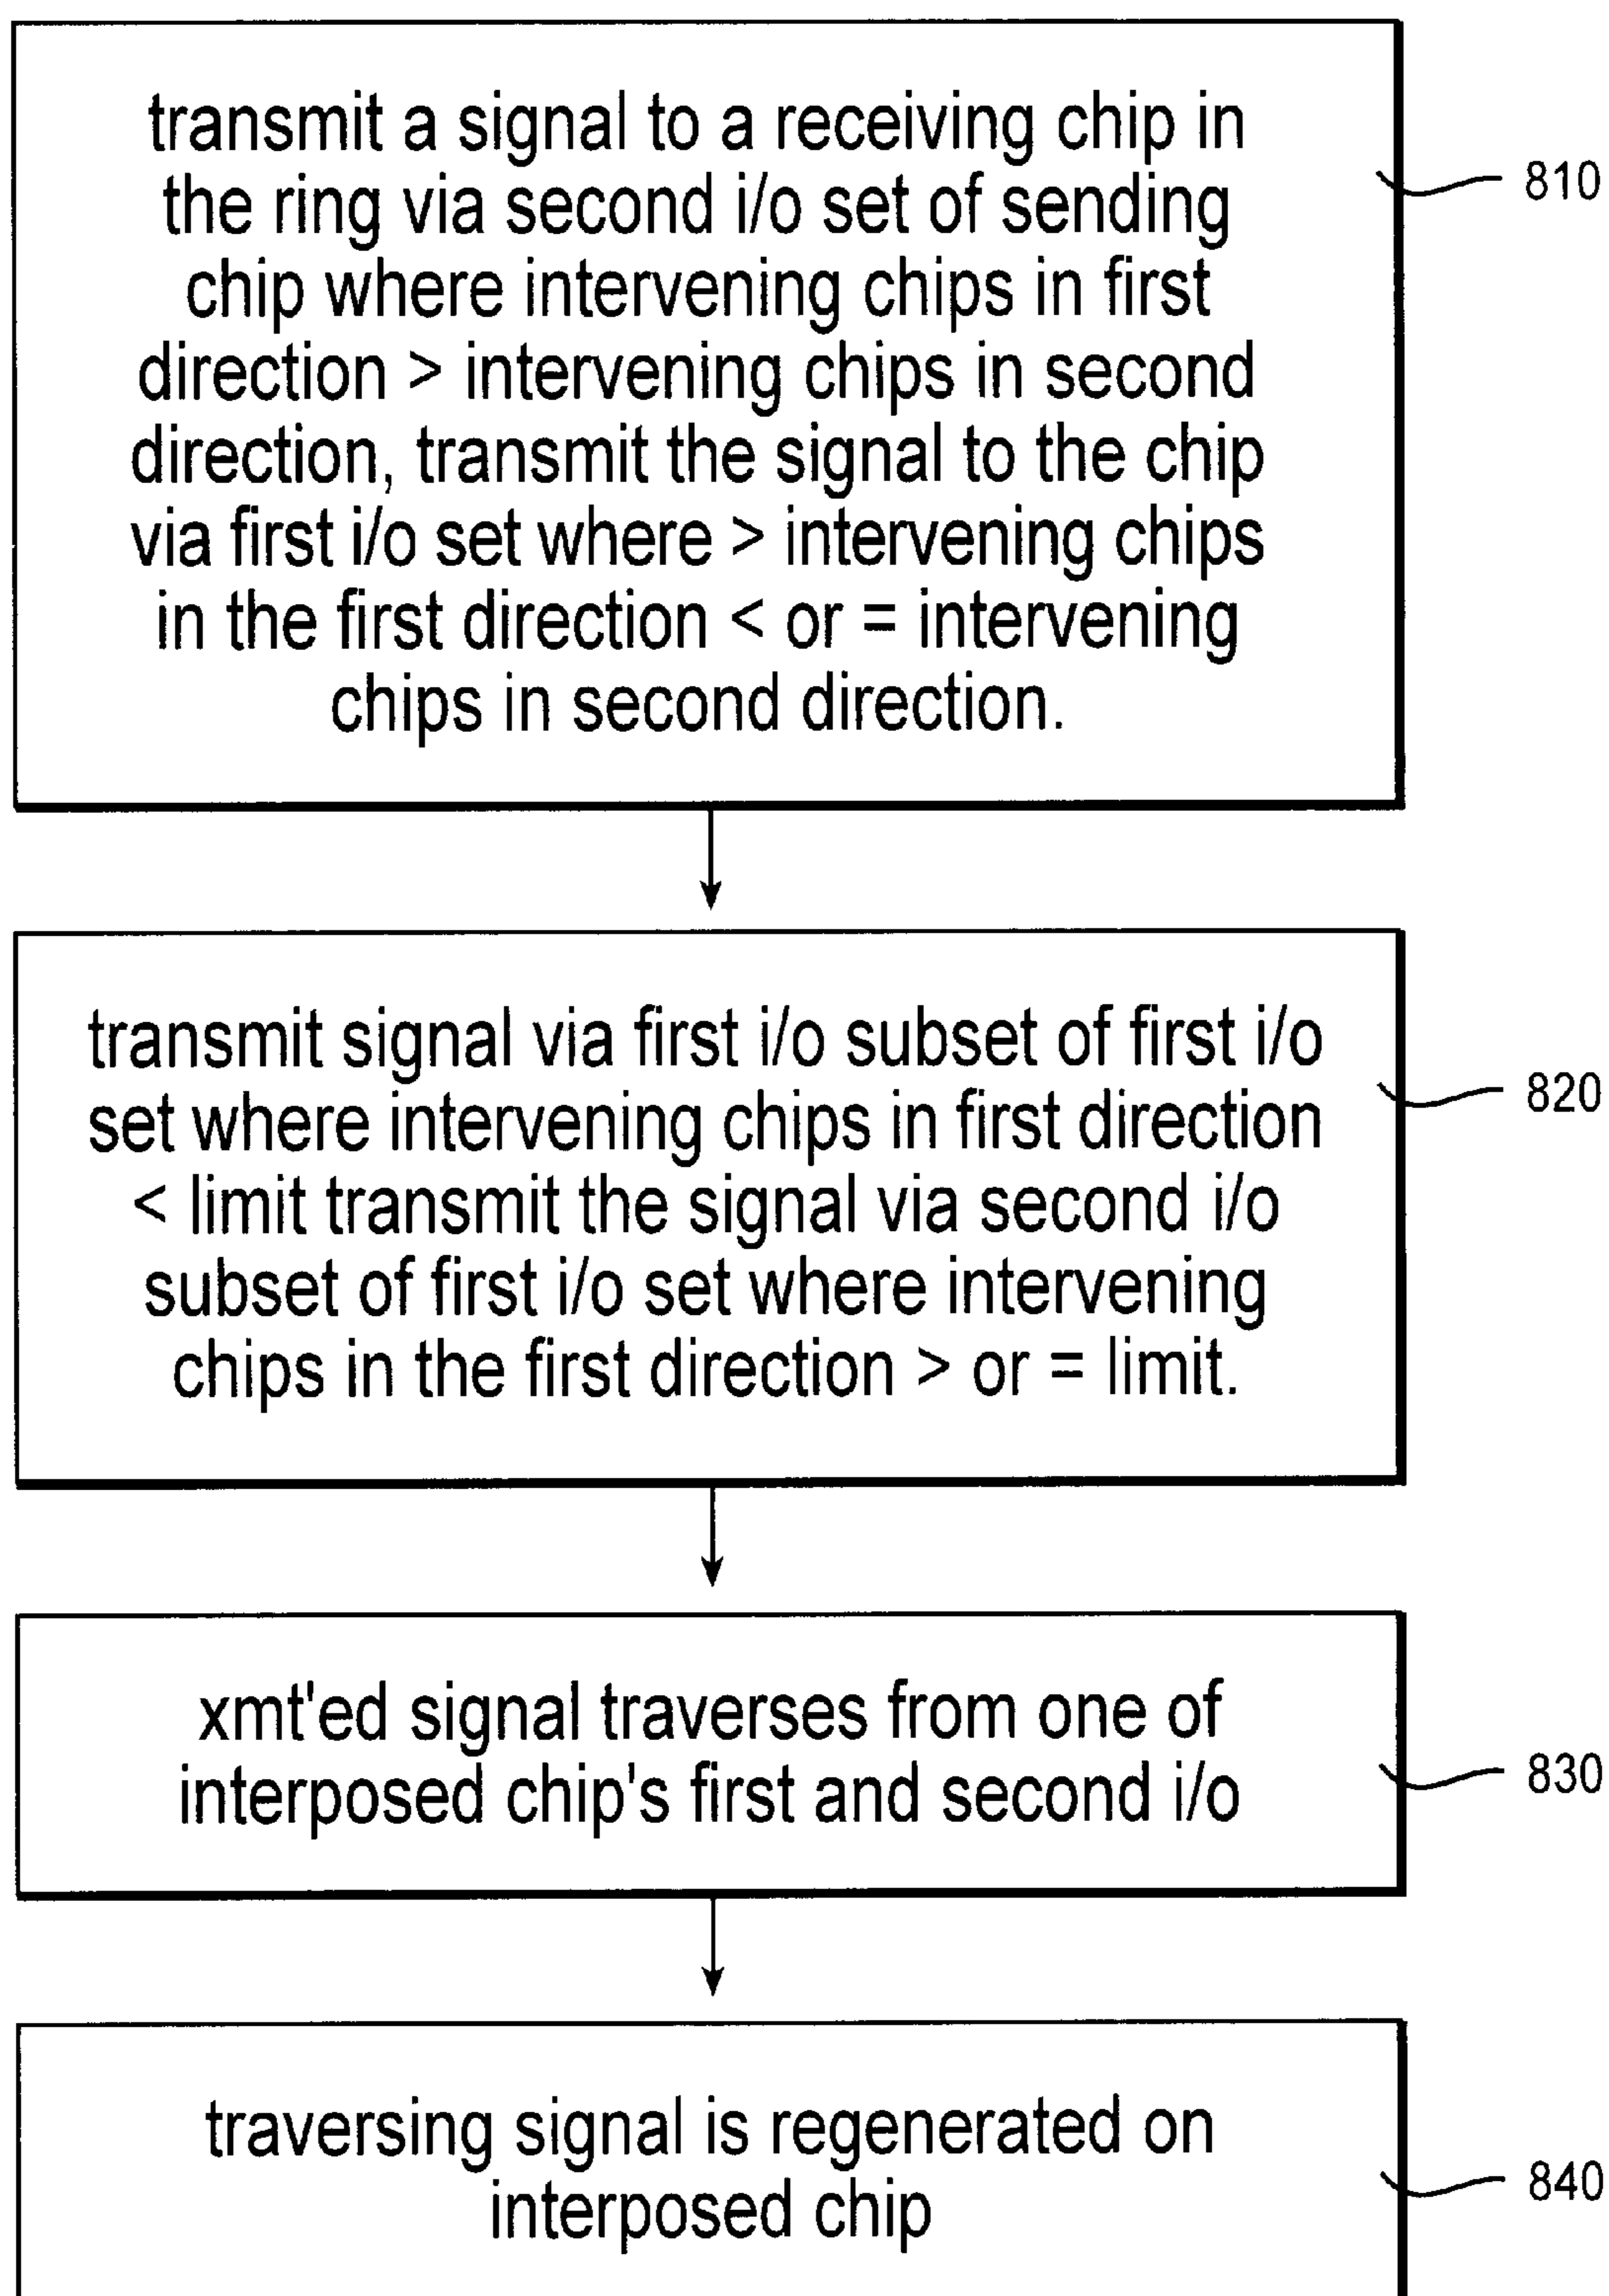 transmit a signal to a receiving chip in
the ring via second i/o set of sending
chip where intervening chips in first
direction > intervening chips in second
direction, transmit the signal to the chip
via first i/o set where > intervening chips
in the first direction < or = intervening
chips in second direction.
810
transmit signal via first i/o subset of first i/o
set where intervening chips in first direction
< limit transmit the signal via second i/o
subset of first i/o set where intervening
chips in the first direction > or = limit.
820
xmt'ed signal traverses from one of
interposed chip's first and second i/o
830
traversing signal is regenerated on
interposed chip
840